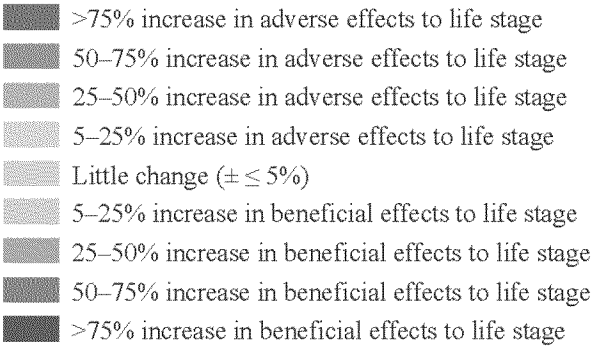 >75% increase in adverse effects to life stage
50–75% increase in adverse effects to life stage
25–50% increase in adverse effects to life stage
5–25% increase in adverse effects to life stage
Little change (± ≤ 5%)
5–25% increase in beneficial effects to life stage
25–50% increase in beneficial effects to life stage
50–75% increase in beneficial effects to life stage
>75% increase in beneficial effects to life stage